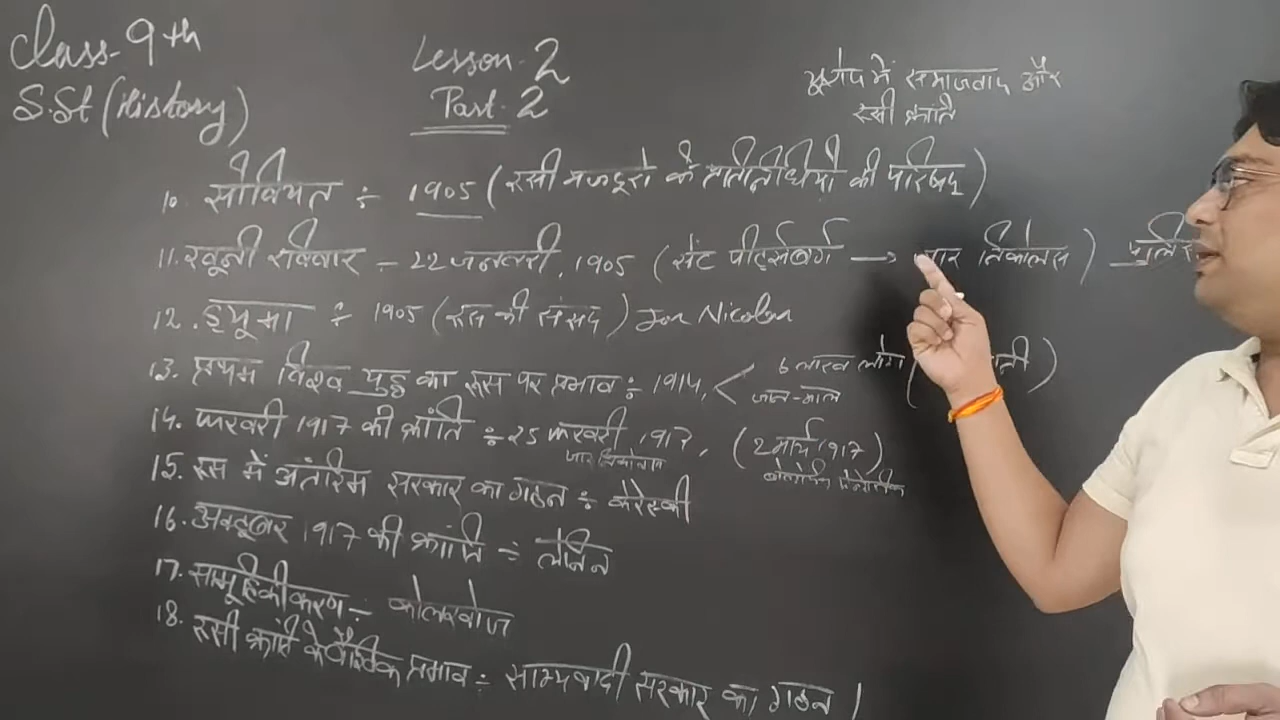 Class-9th
S.St (History)
Lesson-2
Part-2
यूरोप में समाजवाद और
रूसी क्रांति
10. सोवियत ÷ 1905 (रूसी मजदूरों के प्रतिनिधियों की परिषद)
11. खूनी रविवार - 22 जनवरी, 1905 (सेंट पीटर्सबर्ग → जार निकोलस)
12. ड्यूमा ÷ 1905 (रूस की संसद)
13. प्रथम विश्व युद्ध का रूस पर प्रभाव ÷ 1914, < 6 लाख लोग
जान-माल
14. फरवरी 1917 की क्रांति ÷ 25 फरवरी 1917, (2 मार्च 1917)
15. रूस में अंतरिम सरकार का गठन ÷ केरेंस्की
16. अक्टूबर 1917 की क्रांति ÷ लेनिन
17. सामूहिकीकरण ÷ कोलखोज
18. रूसी क्रांति के वैश्विक प्रभाव ÷ साम्यवादी सरकार का गठन।